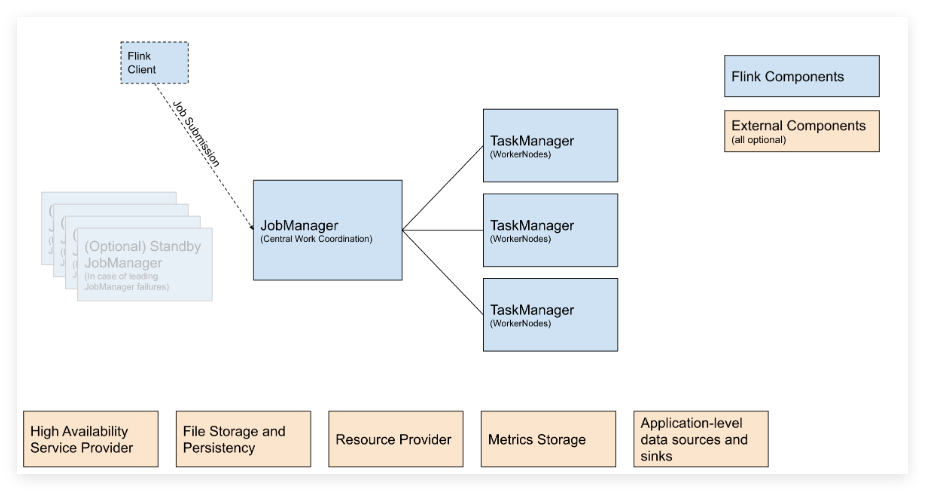 Flink
Client
Job Submission
Flink Components
External Components
(all optional)
TaskManager
(WorkerNodes)
JobManager
(Central Work Coordination)
TaskManager
(WorkerNodes)
TaskManager
(WorkerNodes)
(Optional) Standby
JobManager
(In case of leading
JobManager failures)
High Availability
Service Provider
File Storage and
Persistency
Resource Provider
Metrics Storage
Application-level
data sources and
sinks